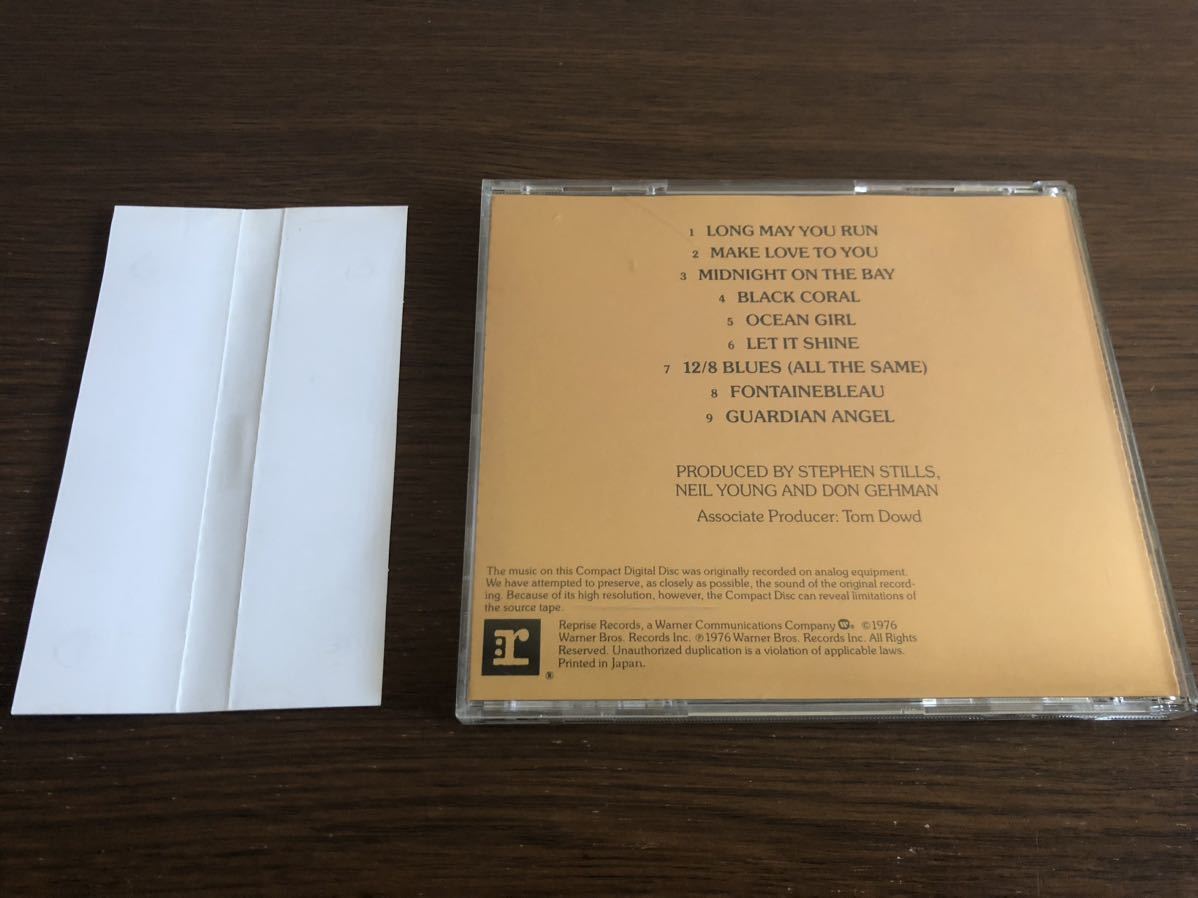 1 LONG MAY YOU RUN
2 MAKE LOVE TO YOU
3 MIDNIGHT ON THE BAY
4 BLACK CORAL
5 OCEAN GIRL
6 LET IT SHINE
7 12/8 BLUES (ALL THE SAME)
8 FONTAINEBLEAU
9 GUARDIAN ANGEL
PRODUCED BY STEPHEN STILLS,
NEIL YOUNG AND DON GEHMAN
Associate Producer: Tom Dowd
The music on this Compact Digital Disc was originally recorded on analog equipment.
We have attempted to preserve, as closely as possible, the sound of the original record-
ing. Because of its high resolution, however, the Compact Disc can reveal limitations of
the source tape.
r ®
Reprise Records, a Warner Communications Company W ® ©1976
Warner Bros. Records Inc. ℗1976 Warner Bros. Records Inc. All Rights
Reserved. Unauthorized duplication is a violation of applicable laws.
Printed in Japan.